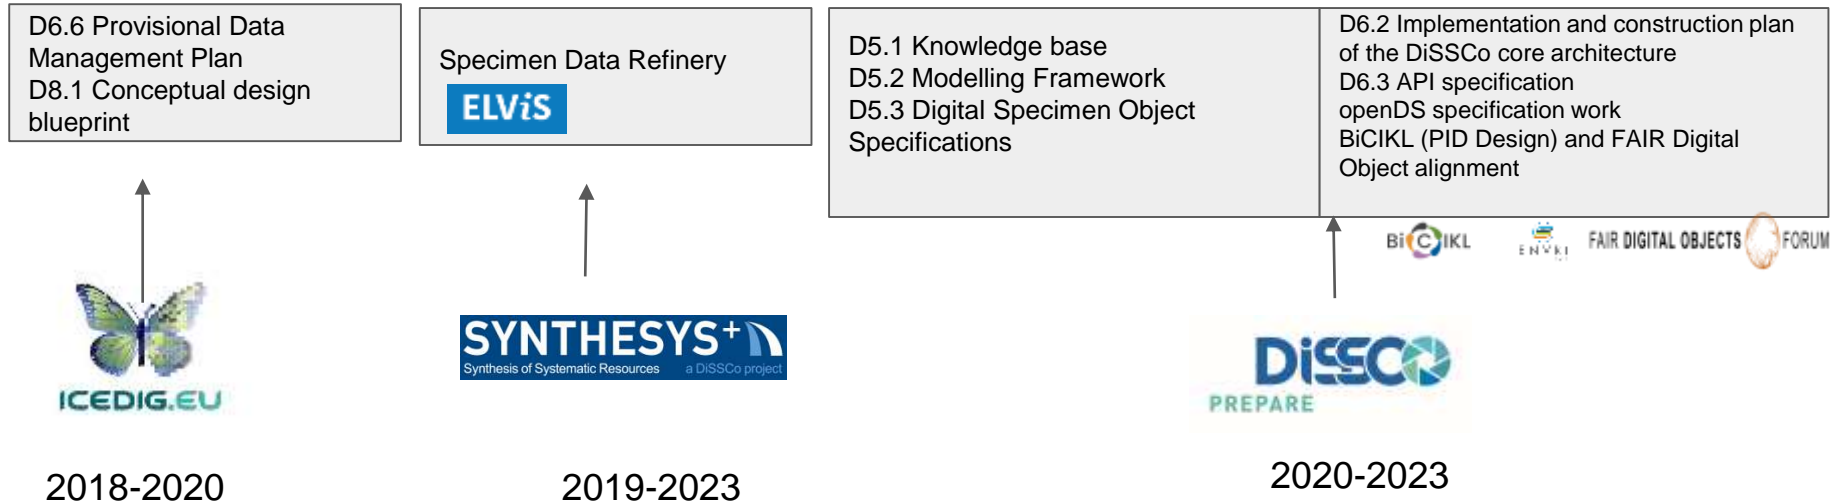 D6.6 Provisional Data
Management Plan
D8.1 Conceptual design
blueprint
Specimen Data Refinery
ELViS
D5.1 Knowledge base
D5.2 Modelling Framework
D5.3 Digital Specimen Object
Specifications
D6.2 Implementation and construction plan
of the DiSSCo core architecture
D6.3 API specification
openDS specification work
BiCIKL (PID Design) and FAIR Digital
Object alignment
BiCIKL
ENVRI
FAIR DIGITAL OBJECTS FORUM
ICEDIG.EU
SYNTHESYS+
Synthesis of Systematic Resources a DiSSCo project
DiSSCo
PREPARE
2018-2020
2019-2023
2020-2023